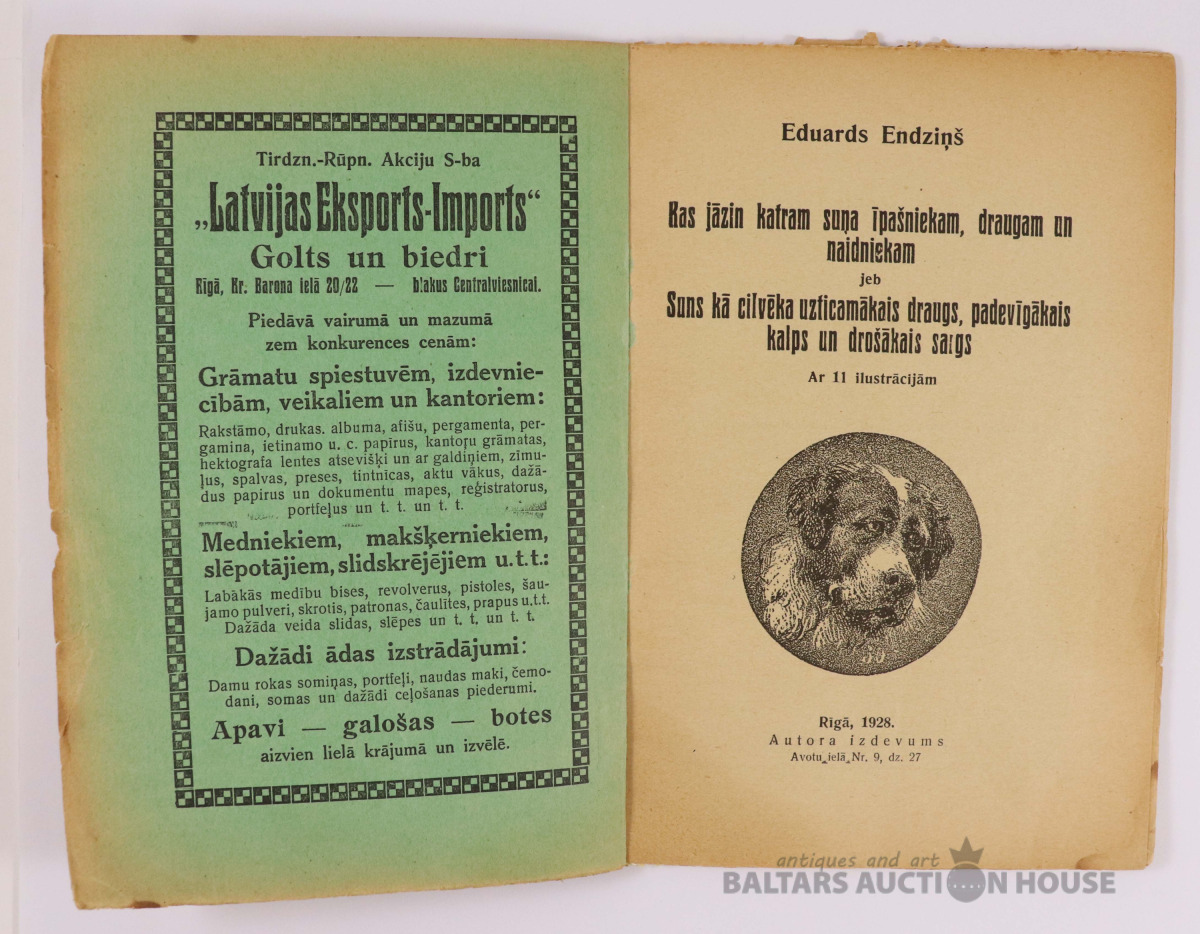 Tirdzn.-Rūpn. Akciju S-ba
„Latvijas Eksports-Imports“
Golts un biedri
Rīgā, Kr. Barona ielā 20/22 — blakus Centralviesnicai.
Piedāvā vairumā un mazumā
zem konkurences cenām:
Grāmatu spiestuvēm, izdevnie-
cībām, veikaliem un kantoriem:
Rakstāmo, drukas. albuma, afišu, pergamenta, per-
gamina, ietinamo u. c. papīrus, kantoŗu grāmatas,
hektografa lentes atsevišķi un ar galdiņiem, zīmu-
ļus, spalvas, preses, tintnīcas, aktu vākus, dažā-
dus papirus un dokumentu mapes, reģistratorus,
portfeļus un t. t. un t. t.
Medniekiem, makšķerniekiem,
slēpotājiem, slidskrējējiem u.t.t.:
Labākās medību bises, revolverus, pistoles, šau-
jamo pulveri, skrotis, patronas, čaulītes, prapus u.t.t.
Dažāda veida slidas, slēpes un t. t, un t. t.
Dažādi ādas izstrādājumi:
Damu rokas somiņas, portfeļi, naudas maki, čemo-
dani, somas un dažādi ceļošanas piederumi.
Apavi — galošas — botes
aizvien lielā krājumā un izvēlē.
Eduards Endziņš
Kas jāzin katram suņa īpašniekam, draugam un
naidniekam
jeb
Suns kā cilvēka uzticamākais draugs, padevīgākais
kalps un drošākais sargs
Ar 11 ilustrācijām
30
Rīgā, 1928.
Autora izdevums
Avotu ielā Nr. 9, dz. 27
antiques and art
BALTARS AUCTION HOUSE